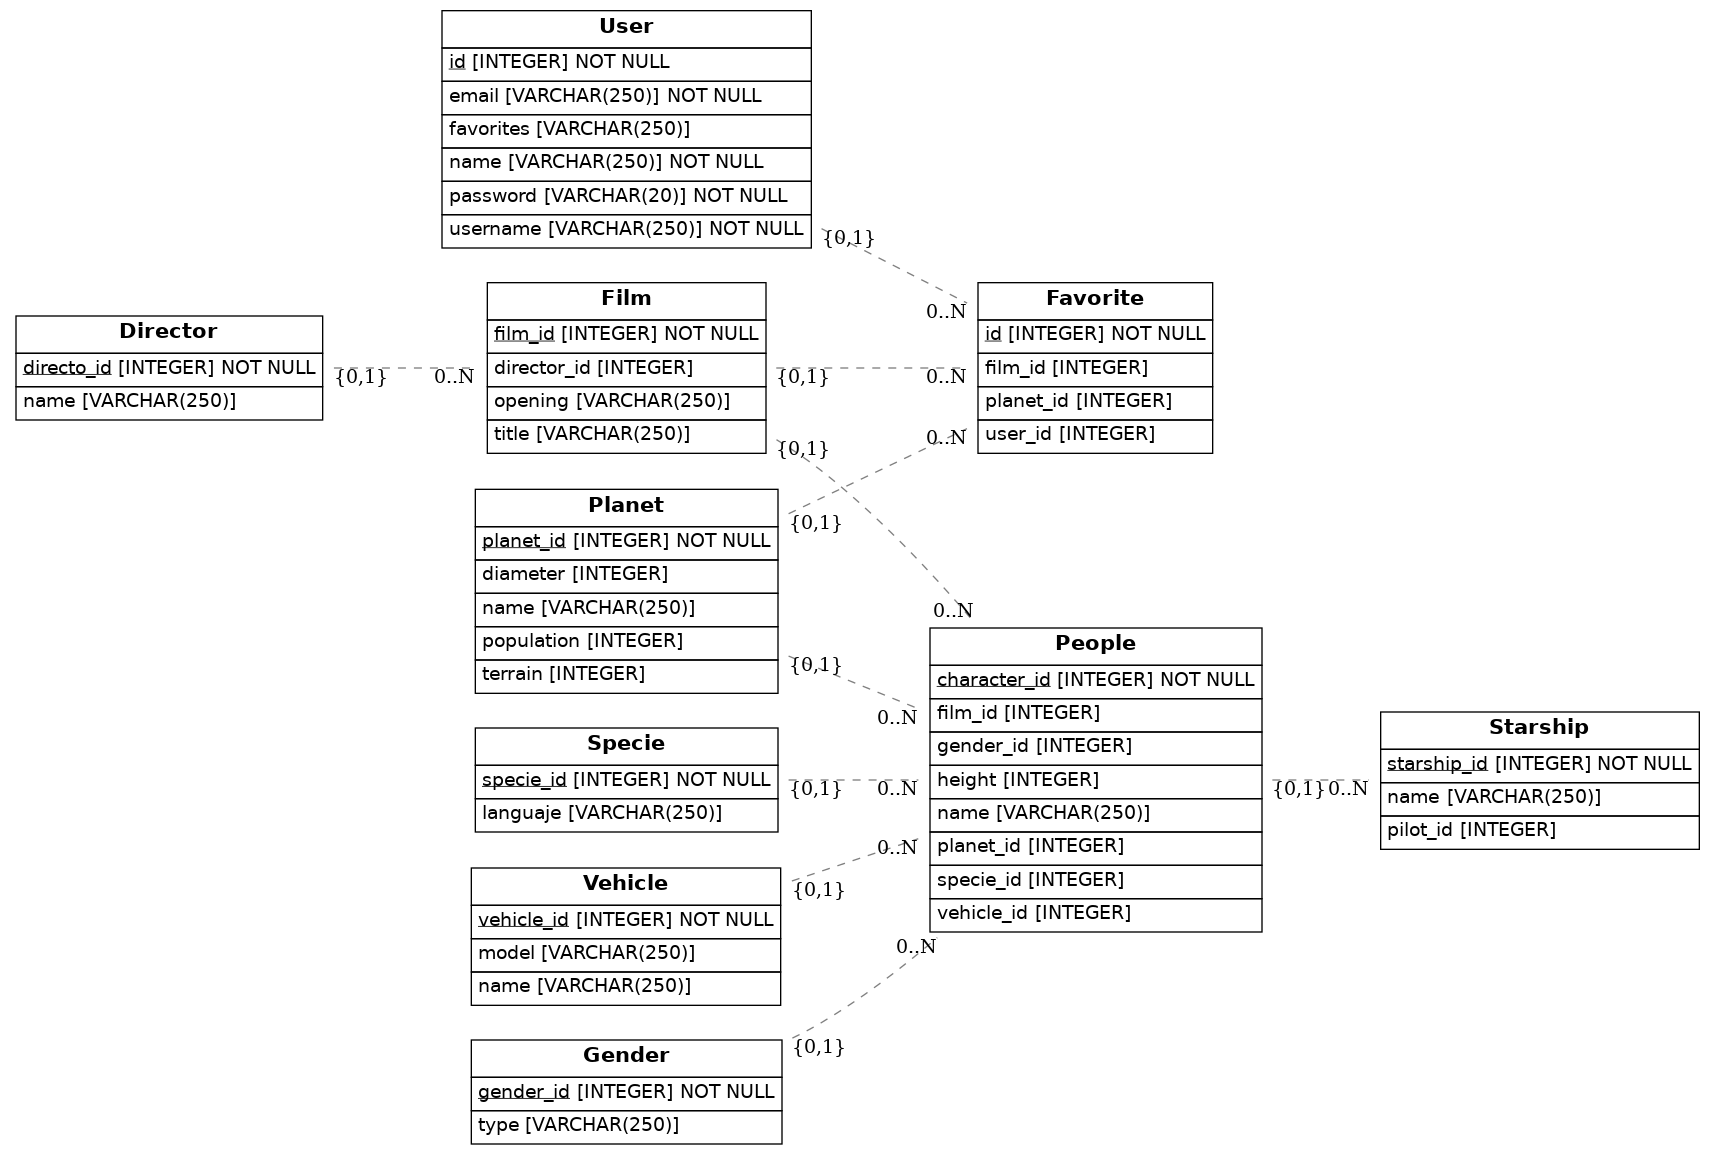 User
id [INTEGER] NOT NULL
email [VARCHAR(250)] NOT NULL
favorites [VARCHAR(250)]
name [VARCHAR(250)] NOT NULL
password [VARCHAR(20)] NOT NULL
username [VARCHAR(250)] NOT NULL
{0,1}
0..N
Director
directo_id [INTEGER] NOT NULL
name [VARCHAR(250)]
{0,1}
0..N
Film
film_id [INTEGER] NOT NULL
director_id [INTEGER]
opening [VARCHAR(250)]
title [VARCHAR(250)]
{0,1}
0..N
{0,1}
0..N
Favorite
id [INTEGER] NOT NULL
film_id [INTEGER]
planet_id [INTEGER]
user_id [INTEGER]
Planet
planet_id [INTEGER] NOT NULL
diameter [INTEGER]
name [VARCHAR(250)]
population [INTEGER]
terrain [INTEGER]
{0,1}
0..N
{0,1}
0..N
Specie
specie_id [INTEGER] NOT NULL
languaje [VARCHAR(250)]
{0,1}
0..N
Vehicle
vehicle_id [INTEGER] NOT NULL
model [VARCHAR(250)]
name [VARCHAR(250)]
{0,1}
0..N
Gender
gender_id [INTEGER] NOT NULL
type [VARCHAR(250)]
{0,1}
0..N
People
character_id [INTEGER] NOT NULL
film_id [INTEGER]
gender_id [INTEGER]
height [INTEGER]
name [VARCHAR(250)]
planet_id [INTEGER]
specie_id [INTEGER]
vehicle_id [INTEGER]
{0,1}
0..N
Starship
starship_id [INTEGER] NOT NULL
name [VARCHAR(250)]
pilot_id [INTEGER]